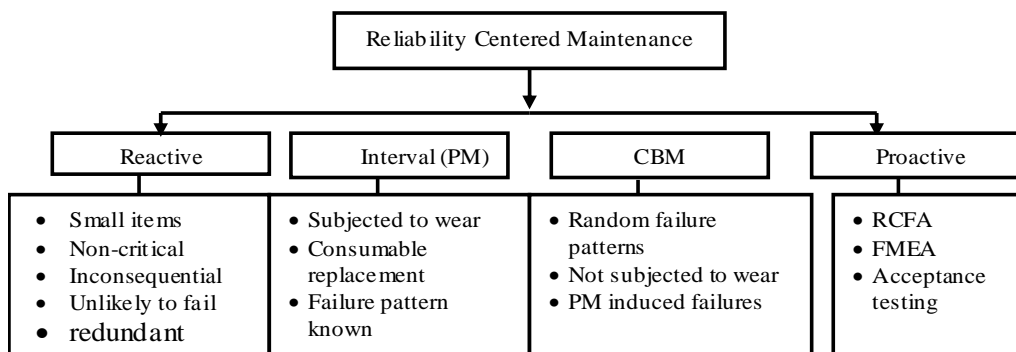 Reliability Centered Maintenance
Reactive
Interval (PM)
CBM
Proactive
• Small items
• Non-critical
• Inconsequential
• Unlikely to fail
• redundant
• Subjected to wear
• Consumable
replacement
• Failure pattern
known
• Random failure
patterns
• Not subjected to wear
• PM induced failures
• RCFA
• FMEA
• Acceptance
testing